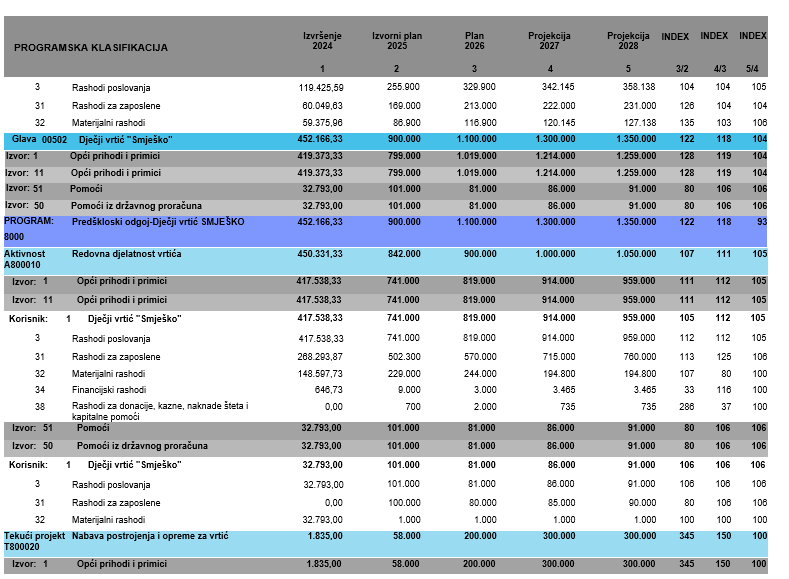 PROGRAMSKA KLASIFIKACIJA Izvršenje 2024 Izvorni plan 2025 Plan 2026 Projekcija 2027 Projekcija 2028 INDEX INDEX INDEX
1 2 3 4 5 3/2 4/3 5/4
3 Rashodi poslovanja 119.425,59 255.900 329.900 342.145 358.138 104 104 105
31 Rashodi za zaposlene 60.049,63 169.000 213.000 222.000 231.000 126 104 104
32 Materijalni rashodi 59.375,96 86.900 116.900 120.145 127.138 135 103 106
Glava 00502 Dječji vrtić "Smješko" 452.166,33 900.000 1.100.000 1.300.000 1.350.000 122 118 104
Izvor: 1 Opći prihodi i primici 419.373,33 799.000 1.019.000 1.214.000 1.259.000 128 119 104
Izvor: 11 Opći prihodi i primici 419.373,33 799.000 1.019.000 1.214.000 1.259.000 128 119 104
Izvor: 51 Pomoći 32.793,00 101.000 81.000 86.000 91.000 80 106 106
Izvor: 50 Pomoći iz državnog proračuna 32.793,00 101.000 81.000 86.000 91.000 80 106 106
PROGRAM: 8000 Predškloski odgoj-Dječji vrtić SMJEŠKO 452.166,33 900.000 1.100.000 1.300.000 1.350.000 122 118 93
Aktivnost A800010 Redovna djelatnost vrtića 450.331,33 842.000 900.000 1.000.000 1.050.000 107 111 105
Izvor: 1 Opći prihodi i primici 417.538,33 741.000 819.000 914.000 959.000 111 112 105
Izvor: 11 Opći prihodi i primici 417.538,33 741.000 819.000 914.000 959.000 111 112 105
Korisnik: 1 Dječji vrtić "Smješko" 417.538,33 741.000 819.000 914.000 959.000 105 112 105
3 Rashodi poslovanja 417.538,33 741.000 819.000 914.000 959.000 112 112 105
31 Rashodi za zaposlene 268.293,87 502.300 570.000 715.000 760.000 113 125 106
32 Materijalni rashodi 148.597,73 229.000 244.000 194.800 194.800 107 80 100
34 Financijski rashodi 646,73 9.000 3.000 3.465 3.465 33 116 100
38 Rashodi za donacije, kazne, naknade šteta i kapitalne pomoći 0,00 700 2.000 735 735 286 37 100
Izvor: 51 Pomoći 32.793,00 101.000 81.000 86.000 91.000 80 106 106
Izvor: 50 Pomoći iz državnog proračuna 32.793,00 101.000 81.000 86.000 91.000 80 106 106
Korisnik: 1 Dječji vrtić "Smješko" 32.793,00 101.000 81.000 86.000 91.000 106 106 106
3 Rashodi poslovanja 32.793,00 101.000 81.000 86.000 91.000 106 106 106
31 Rashodi za zaposlene 0,00 100.000 80.000 85.000 90.000 80 106 106
32 Materijalni rashodi 32.793,00 1.000 1.000 1.000 1.000 100 100 100
Tekući projekt T800020 Nabava postrojenja i opreme za vrtić 1.835,00 58.000 200.000 300.000 300.000 345 150 100
Izvor: 1 Opći prihodi i primici 1.835,00 58.000 200.000 300.000 300.000 345 150 100